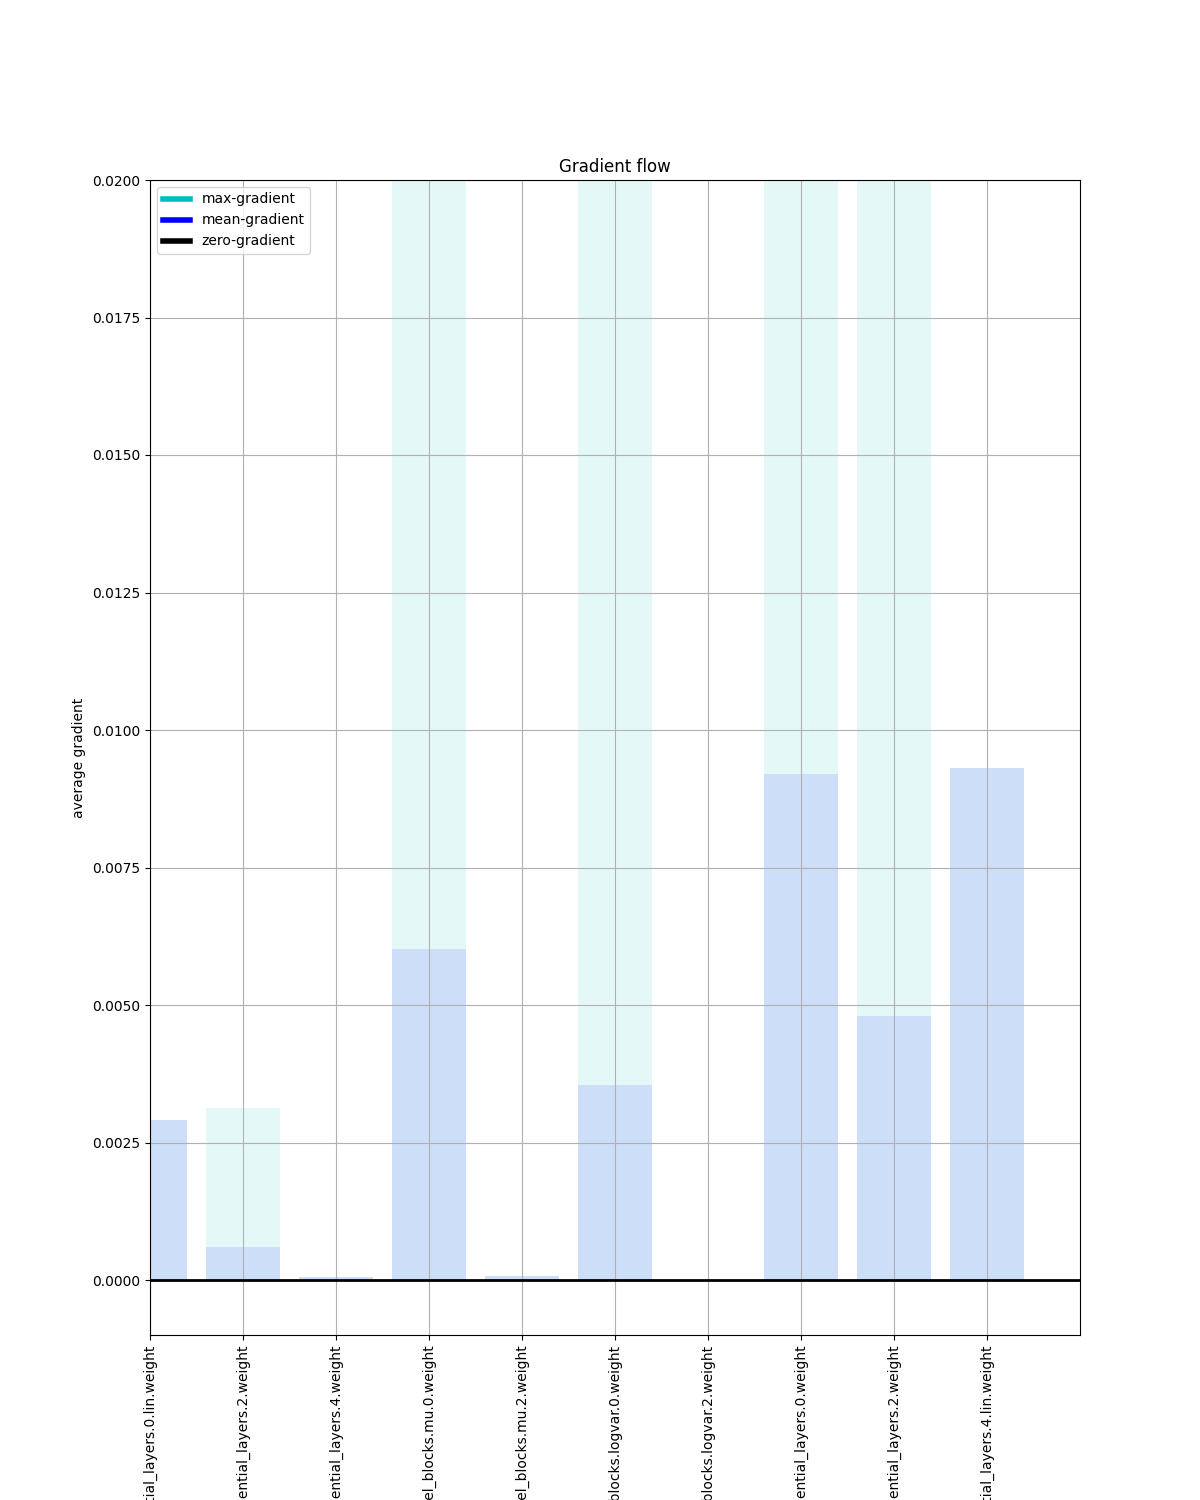 Gradient flow
max-gradient
mean-gradient
zero-gradient
0.0200
0.0175
0.0150
0.0125
0.0100
0.0075
0.0050
0.0025
0.0000
average gradient
tial_layers.0.lin.weight
ential_layers.2.weight
ential_layers.4.weight
el_blocks.mu.0.weight
el_blocks.mu.2.weight
blocks.logvar.0.weight
blocks.logvar.2.weight
ential_layers.0.weight
ential_layers.2.weight
tial_layers.4.lin.weight